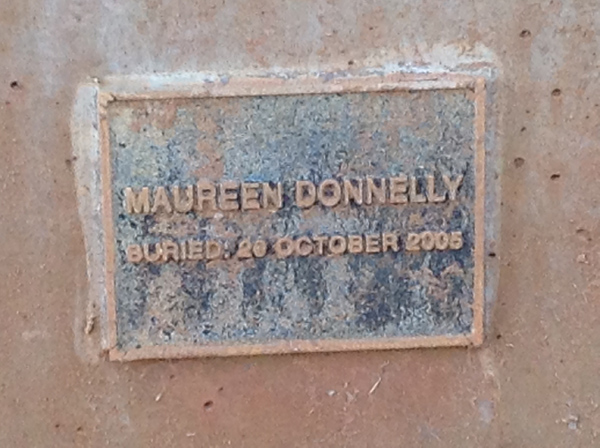 MAUREEN DONNELLY
BURIED: 26 OCTOBER 2005